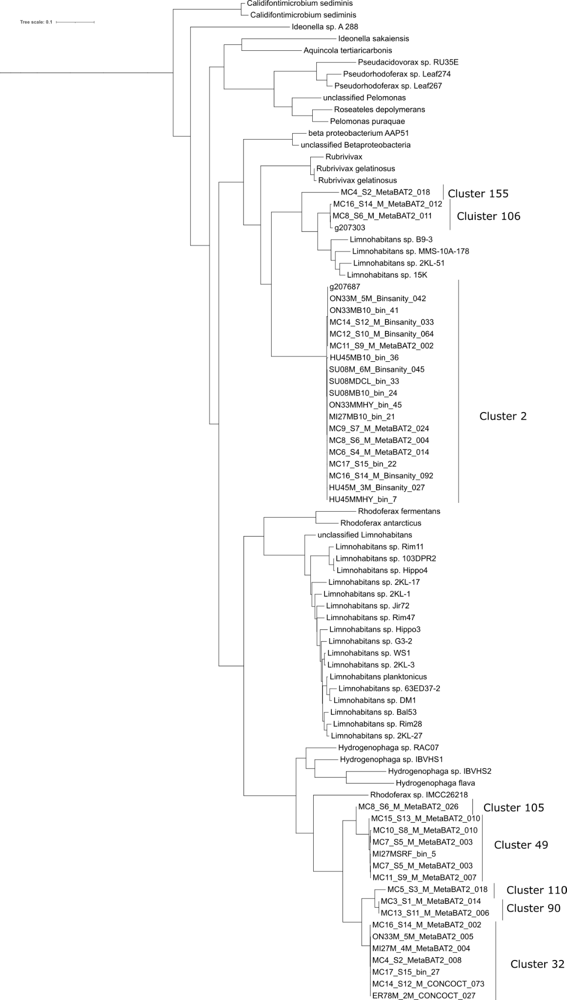 Calidifontimicrobium sediminis
Calidifontimicrobium sediminis
Tree scale: 0.1
Ideonella sp. A 288
Ideonella sakaiensis
Aquincola tertiaricarbonis
Pseudacidovorax sp. RU35E
Pseudorhodoferax sp. Leaf274
Pseudorhodoferax sp. Leaf267
unclassified Pelomonas
Roseateles depolymerans
Pelomonas puraquae
beta proteobacterium AAP51
unclassified Betaproteobacteria
Rubrivivax
Rubrivivax gelatinosus
Rubrivivax gelatinosus
MC4_S2_MetaBAT2_018
Cluster 155
MC16_S14_M_MetaBAT2_012
MC8_S6_M_MetaBAT2_011
Cluister 106
g207303
Limnohabitans sp. B9-3
Limnohabitans sp. MMS-10A-178
Limnohabitans sp. 2KL-51
Limnohabitans sp. 15K
g207687
ON33M_5M_Binsanity_042
ON33MB10_bin_41
MC14_S12_M_Binsanity_033
MC12_S10_M_Binsanity_064
MC11_S9_M_MetaBAT2_002
HU45MB10_bin_36
SU08M_6M_Binsanity_045
SU08MDCL_bin_33
SU08MB10_bin_24
ON33MMHY_bin_45
MI27MB10_bin_21
Cluster 2
MC9_S7_M_MetaBAT2_024
MC8_S6_M_MetaBAT2_004
MC6_S4_M_MetaBAT2_014
MC17_S15_bin_22
MC16_S14_M_Binsanity_092
HU45M_3M_Binsanity_027
HU45MMHY_bin_7
Rhodoferax fermentans
Rhodoferax antarcticus
unclassified Limnohabitans
Limnohabitans sp. Rim11
Limnohabitans sp. 103DPR2
Limnohabitans sp. Hippo4
Limnohabitans sp. 2KL-17
Limnohabitans sp. 2KL-1
Limnohabitans sp. Jir72
Limnohabitans sp. Rim47
Limnohabitans sp. Hippo3
Limnohabitans sp. G3-2
Limnohabitans sp. WS1
Limnohabitans sp. 2KL-3
Limnohabitans planktonicus
Limnohabitans sp. 63ED37-2
Limnohabitans sp. DM1
Limnohabitans sp. Bal53
Limnohabitans sp. Rim28
Limnohabitans sp. 2KL-27
Hydrogenophaga sp. RAC07
Hydrogenophaga sp. IBVHS1
Hydrogenophaga sp. IBVHS2
Hydrogenophaga flava
Rhodoferax sp. IMCC26218
MC8_S6_M_MetaBAT2_026
Cluster 105
MC15_S13_M_MetaBAT2_010
MC10_S8_M_MetaBAT2_010
MC7_S5_M_MetaBAT2_003
Cluster 49
MI27MSRF_bin_5
MC7_S5_M_MetaBAT2_003
MC11_S9_M_MetaBAT2_007
MC5_S3_M_MetaBAT2_018
Cluster 110
MC3_S1_M_MetaBAT2_014
Cluster 90
MC13_S11_M_MetaBAT2_006
MC16_S14_M_MetaBAT2_002
ON33M_5M_MetaBAT2_005
MI27M_4M_MetaBAT2_004
MC4_S2_MetaBAT2_008
Cluster 32
MC17_S15_bin_27
MC14_S12_M_CONCOCT_073
ER78M_2M_CONCOCT_027